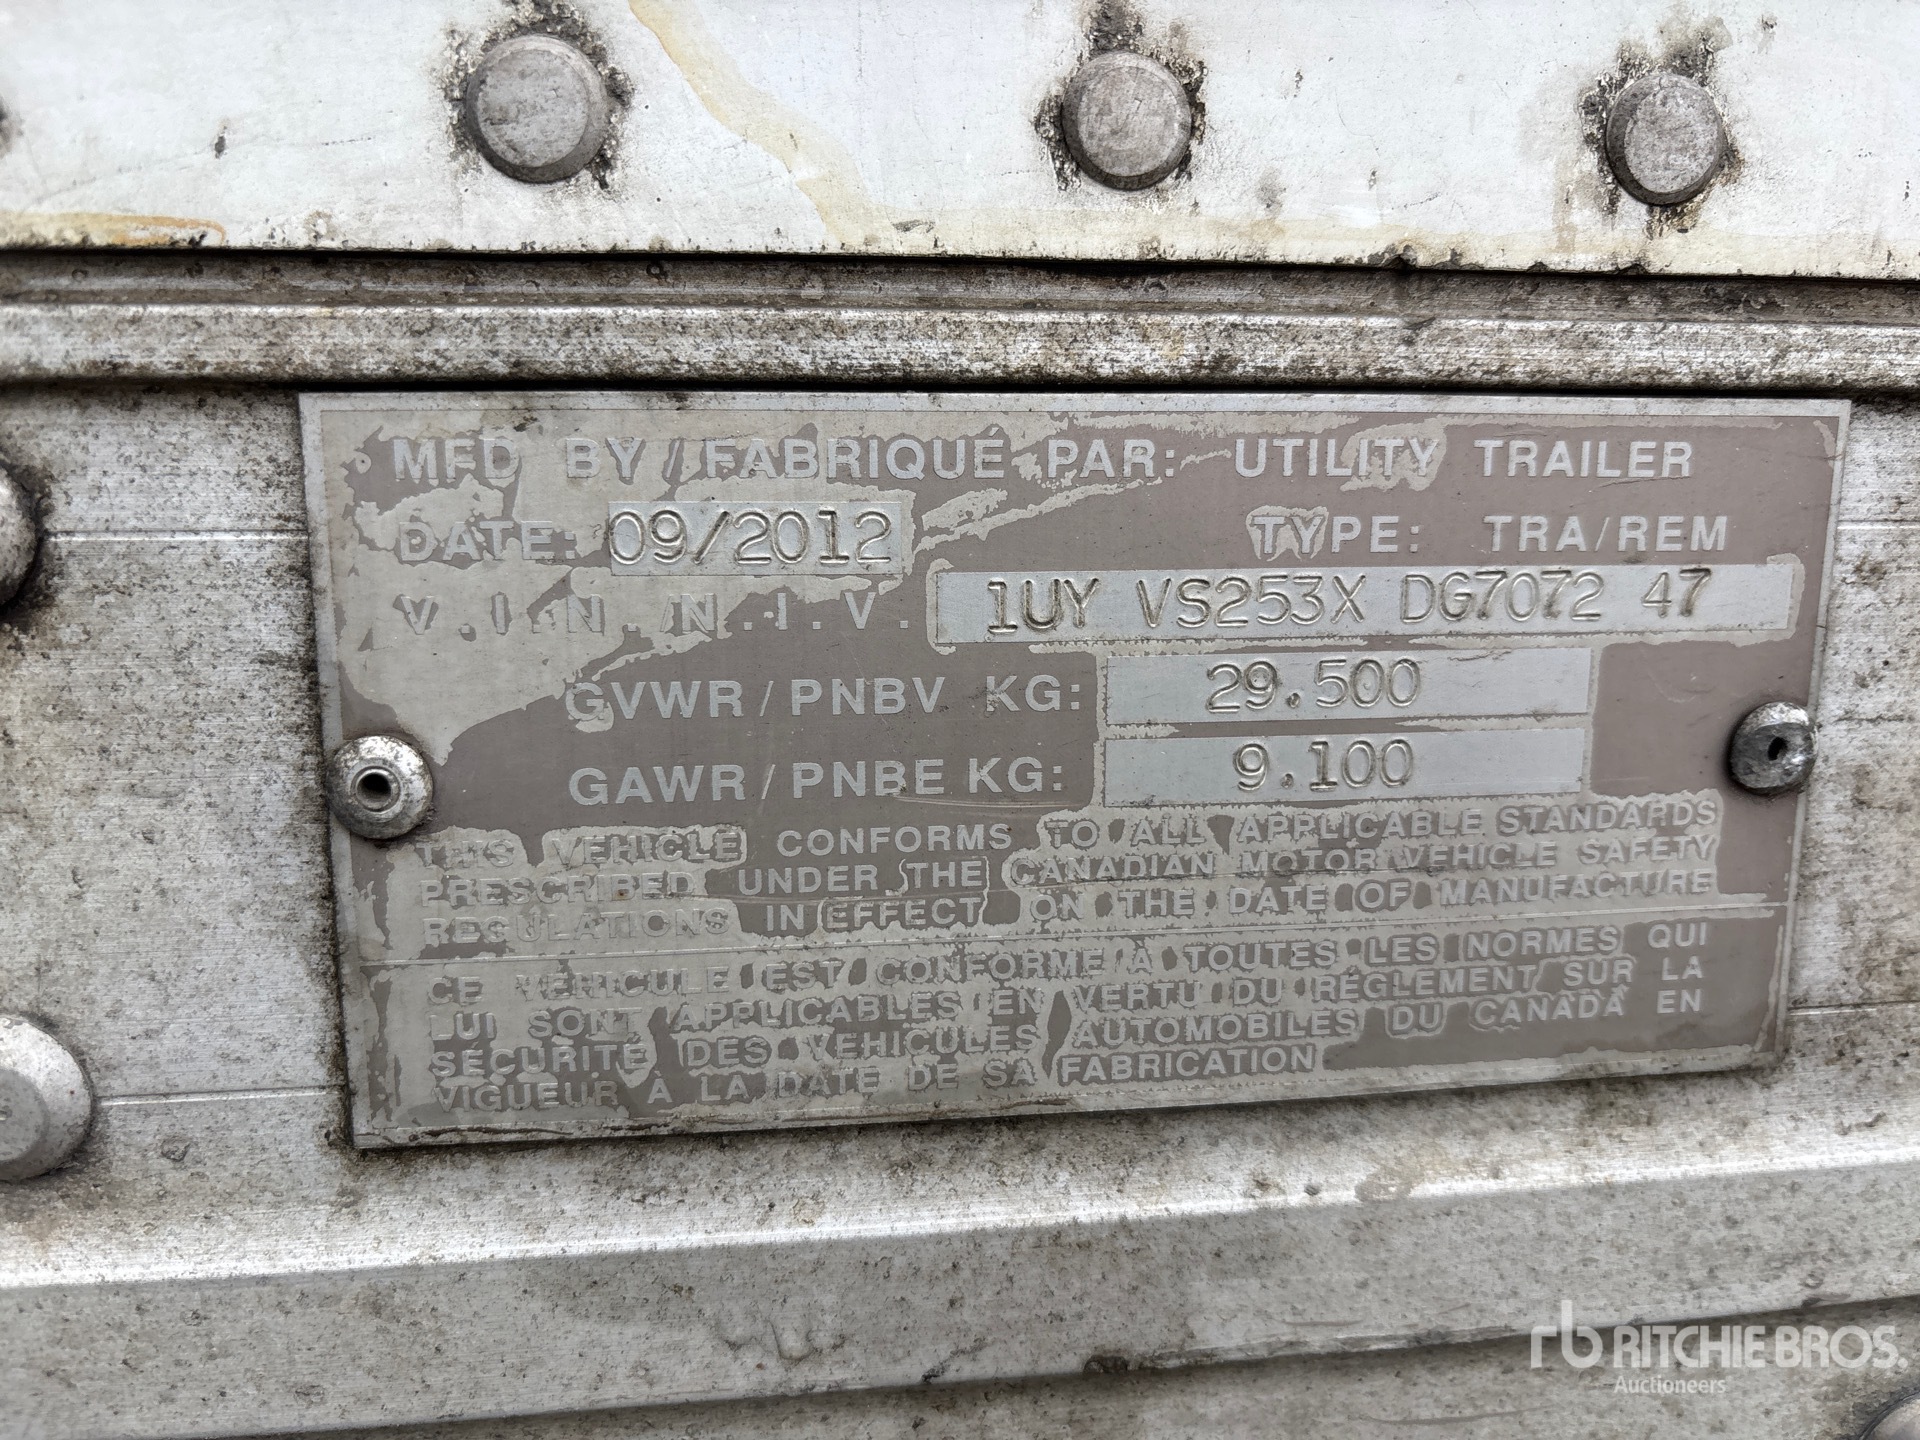 MFD BY / FABRIQUÉ PAR: UTILITY TRAILER
DATE: 09/2012 TYPE: TRA/REM
V.I.N./N.I.V. 1UY VS253X DG7072 47
GVWR / PNBV KG: 29.500
GAWR / PNBE KG: 9.100
THIS VEHICLE CONFORMS TO ALL APPLICABLE STANDARDS
PRESCRIBED UNDER THE CANADIAN MOTOR VEHICLE SAFETY
REGULATIONS IN EFFECT ON THE DATE OF MANUFACTURE
CE VÉHICULE EST CONFORME À TOUTES LES NORMES QUI
LUI SONT APPLICABLES EN VERTU DU RÉGLEMENT SUR LA
SÉCURITÉ DES VÉHICULES AUTOMOBILES DU CANADA EN
VIGUEUR À LA DATE DE SA FABRICATION
rb RITCHIE BROS.
Auctioneers